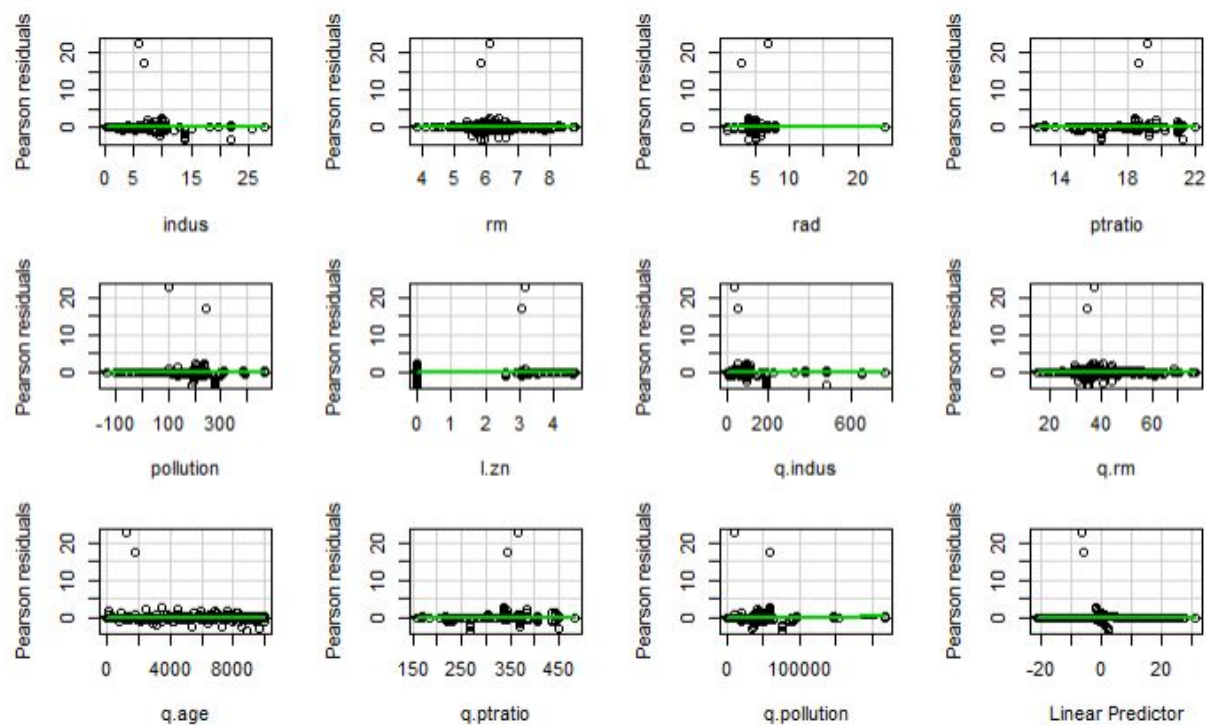 Pearson residuals
20
10
0
0 5 15 25
indus
Pearson residuals
20
10
0
4 5 6 7 8
rm
Pearson residuals
20
10
0
5 10 20
rad
Pearson residuals
20
10
0
14 18 22
ptratio
Pearson residuals
20
10
0
-100 100 300
pollution
Pearson residuals
20
10
0
0 1 2 3 4
l.zn
Pearson residuals
20
10
0
0 200 600
q.indus
Pearson residuals
20
10
0
20 40 60
q.rm
Pearson residuals
20
10
0
0 4000 8000
q.age
Pearson residuals
20
10
0
150 250 350 450
q.ptratio
Pearson residuals
20
10
0
0 100000
q.pollution
Pearson residuals
20
10
0
-20 0 20
Linear Predictor